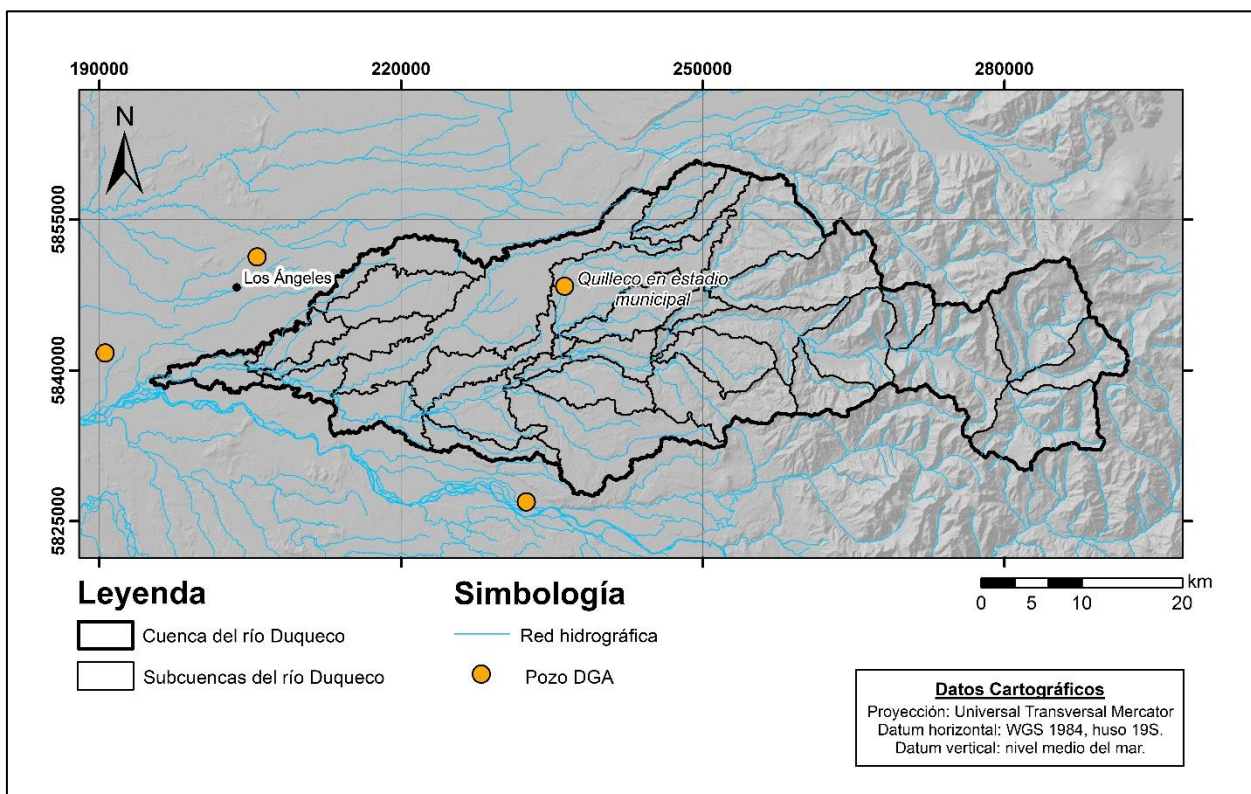 190000
220000
250000
280000
N
5855000
5840000
5825000
Los Ángeles
Quilleco en estadio
municipal
Leyenda
Cuenca del río Duqueco
Subcuencas del río Duqueco
Simbología
Red hidrográfica
Pozo DGA
km
0 5 10 20
Datos Cartográficos
Proyección: Universal Transversal Mercator
Datum horizontal: WGS 1984, huso 19S.
Datum vertical: nivel medio del mar.